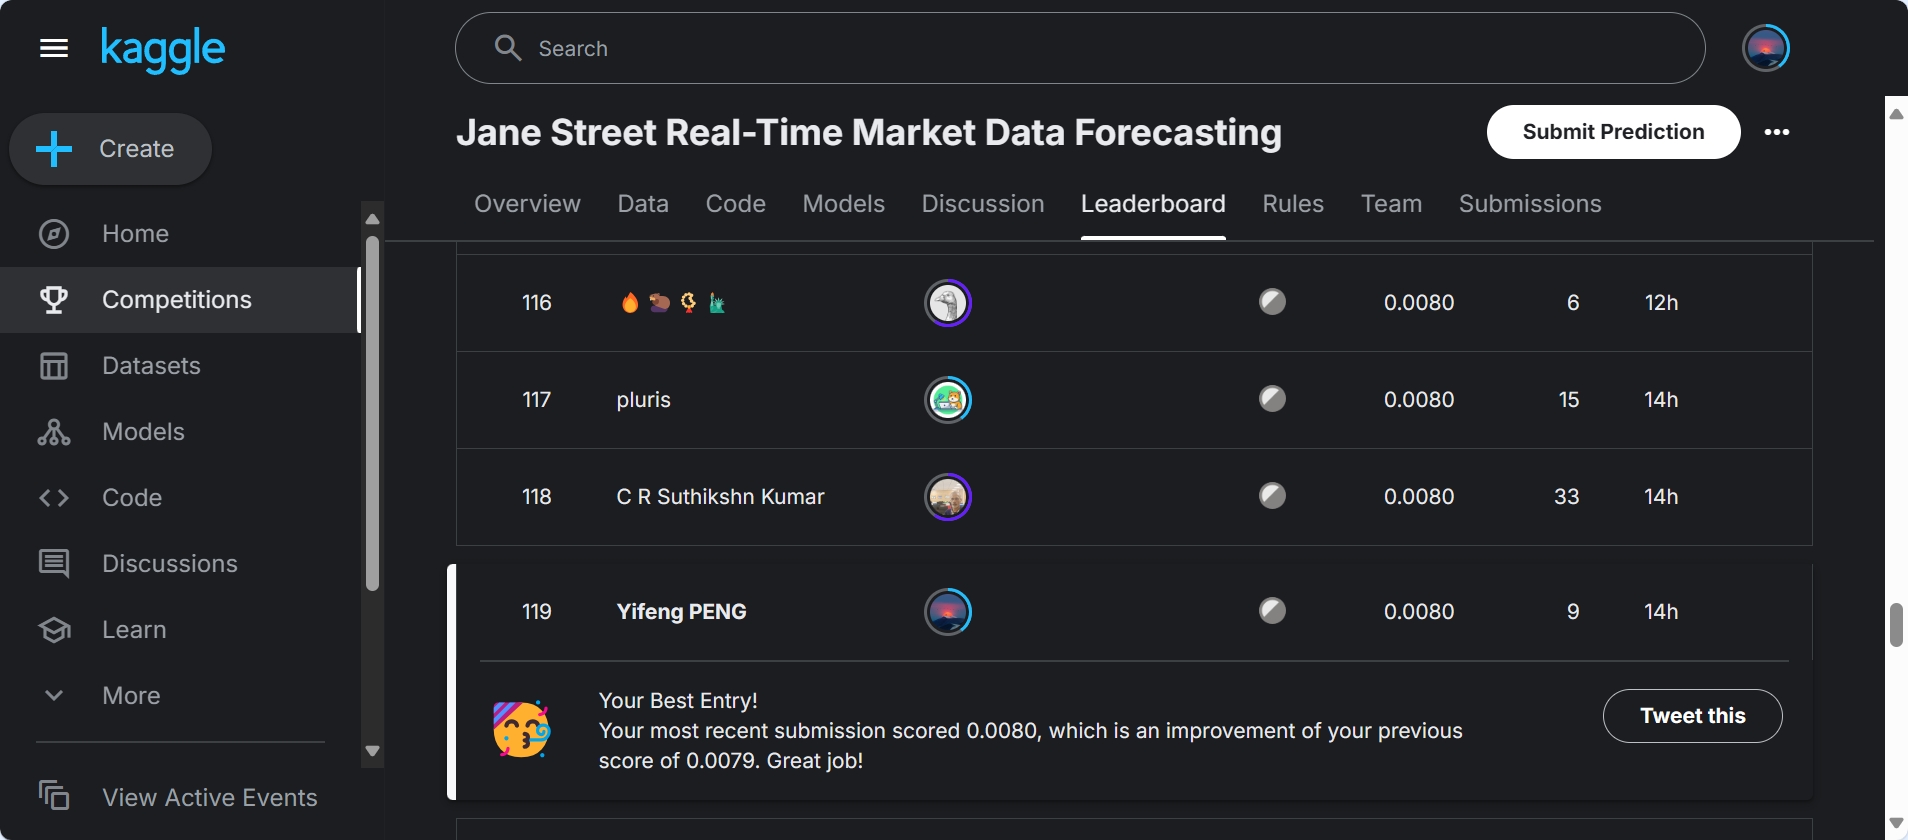 kaggle
Search
Create
Home
Competitions
Datasets
Models
Code
Discussions
Learn
More
View Active Events
Jane Street Real-Time Market Data Forecasting
Submit Prediction
Overview Data Code Models Discussion Leaderboard Rules Team Submissions
116 0.0080 6 12h
117 pluris 0.0080 15 14h
118 C R Suthikshn Kumar 0.0080 33 14h
119 Yifeng PENG 0.0080 9 14h
Your Best Entry!
Your most recent submission scored 0.0080, which is an improvement of your previous
score of 0.0079. Great job!
Tweet this